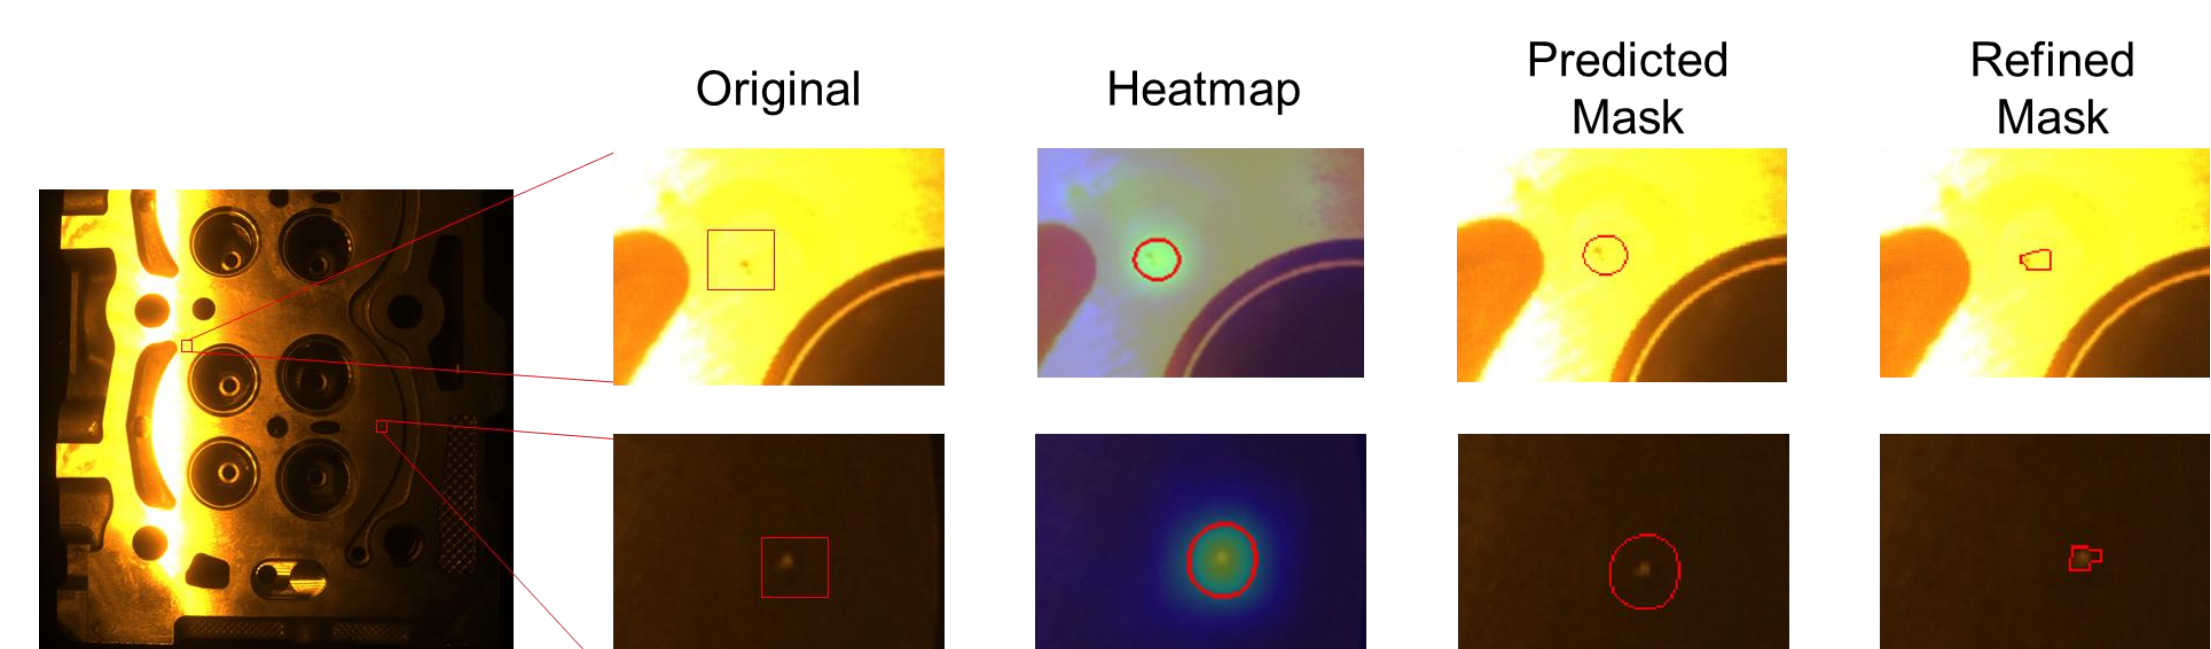 Original
Heatmap
Predicted
Mask
Refined
Mask